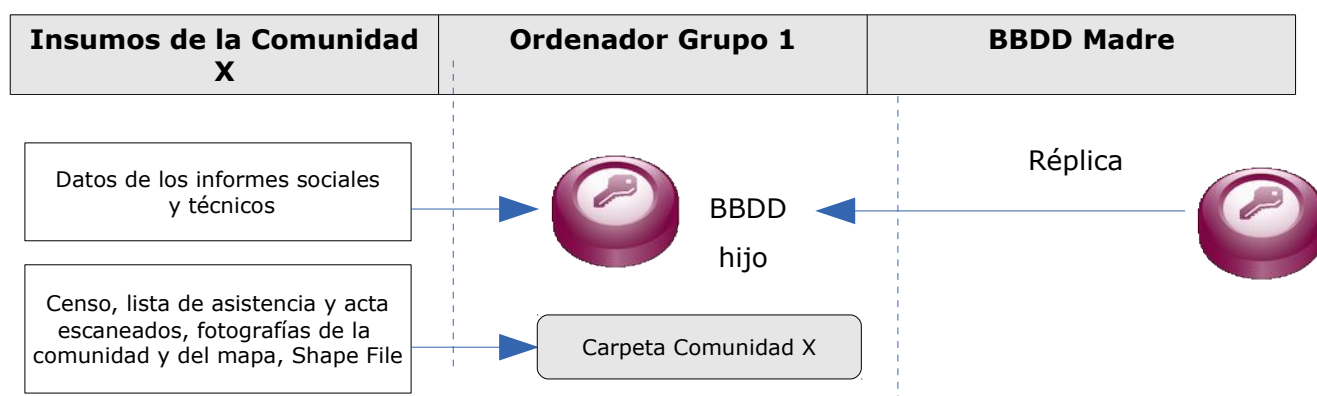 Insumos de la Comunidad
X
Ordenador Grupo 1
BBDD Madre
Datos de los informes sociales
y técnicos
BBDD
hijo
Réplica
Censo, lista de asistencia y acta
escaneados, fotografías de la
comunidad y del mapa, Shape File
Carpeta Comunidad X